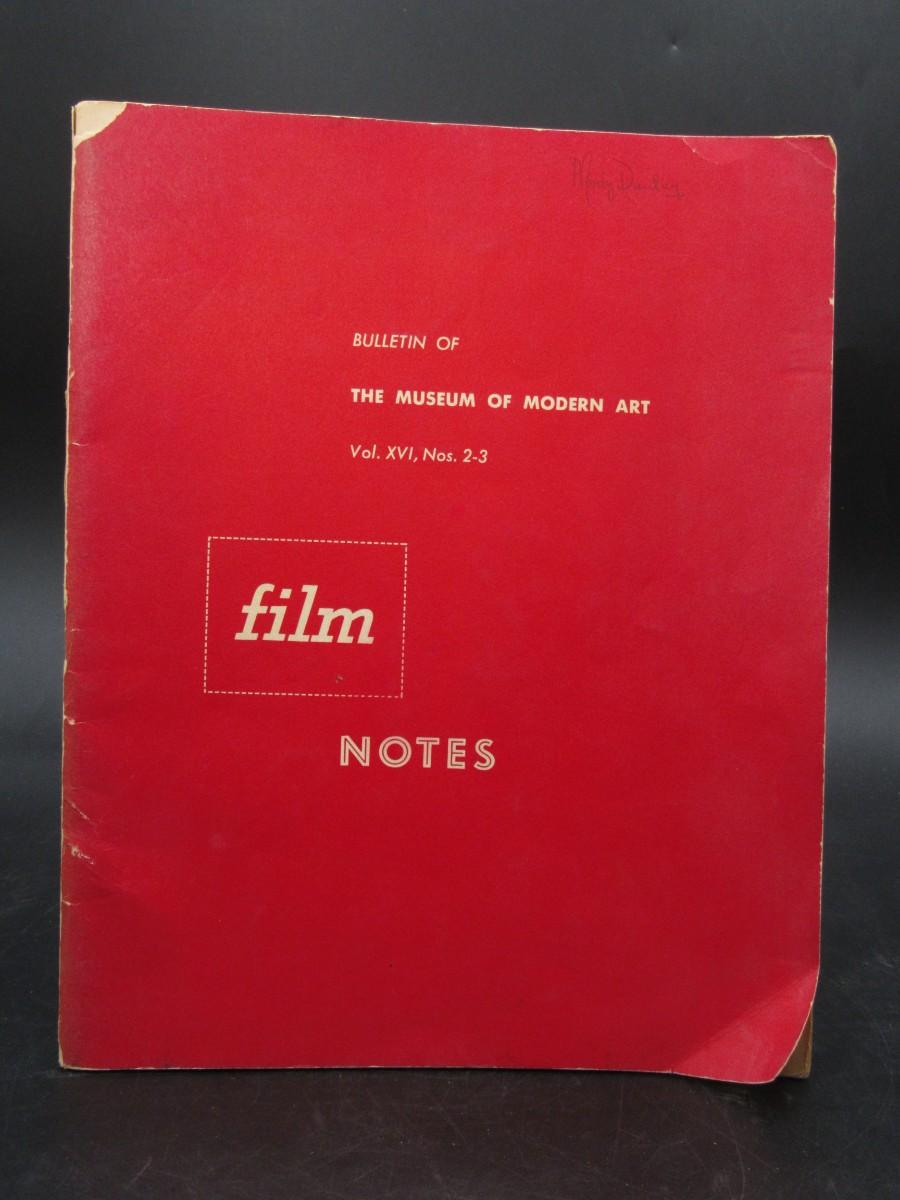 BULLETIN OF
THE MUSEUM OF MODERN ART
Vol. XVI, Nos. 2-3
film
NOTES